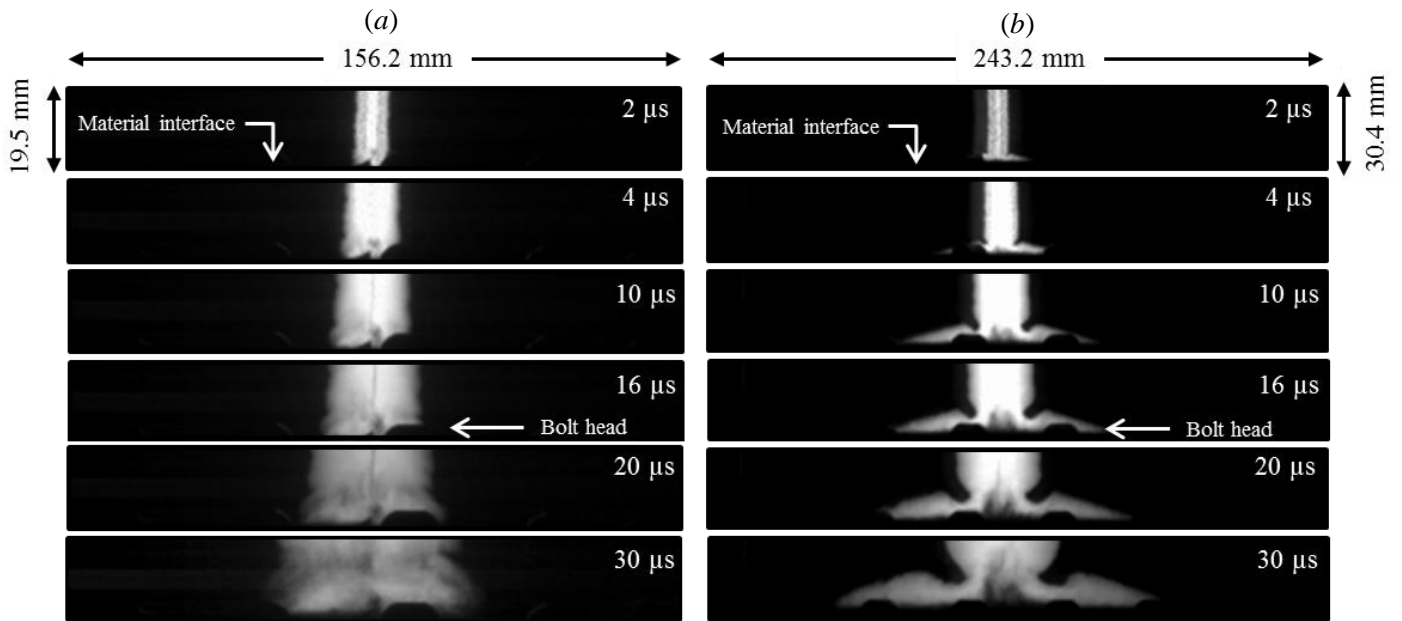 (a)
(b)
156.2 mm
243.2 mm
19.5 mm
30.4 mm
Material interface
2 µs
Material interface
2 µs
4 µs
4 µs
10 µs
10 µs
16 µs
Bolt head
16 µs
Bolt head
20 µs
20 µs
30 µs
30 µs